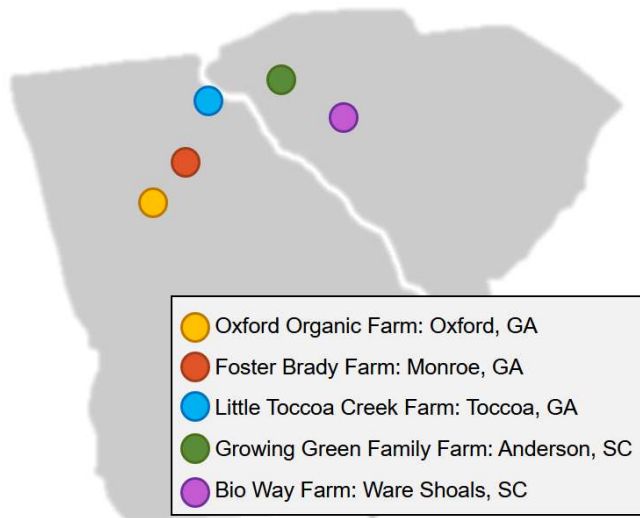 Oxford Organic Farm: Oxford, GA
Foster Brady Farm: Monroe, GA
Little Toccoa Creek Farm: Toccoa, GA
Growing Green Family Farm: Anderson, SC
Bio Way Farm: Ware Shoals, SC